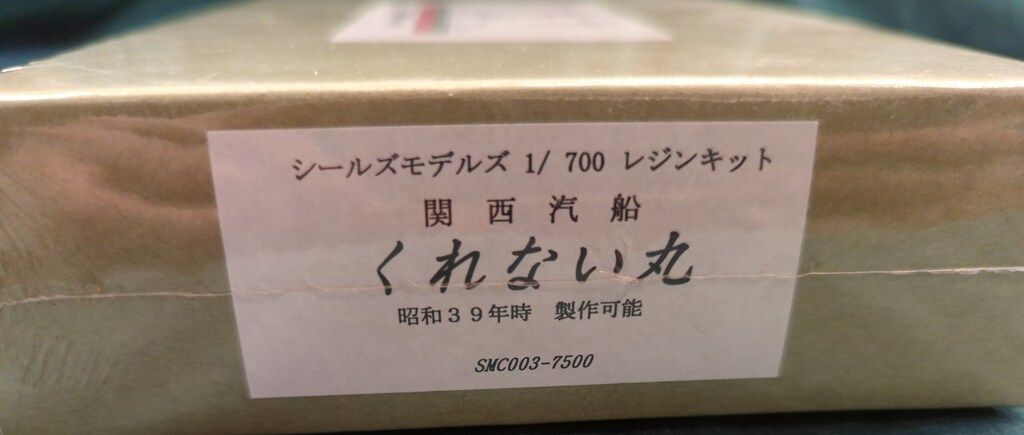 シールズモデルズ 1/ 700 レジンキット
関 西 汽 船
くれない丸
昭和３９年時　製作可能
SMC003-7500